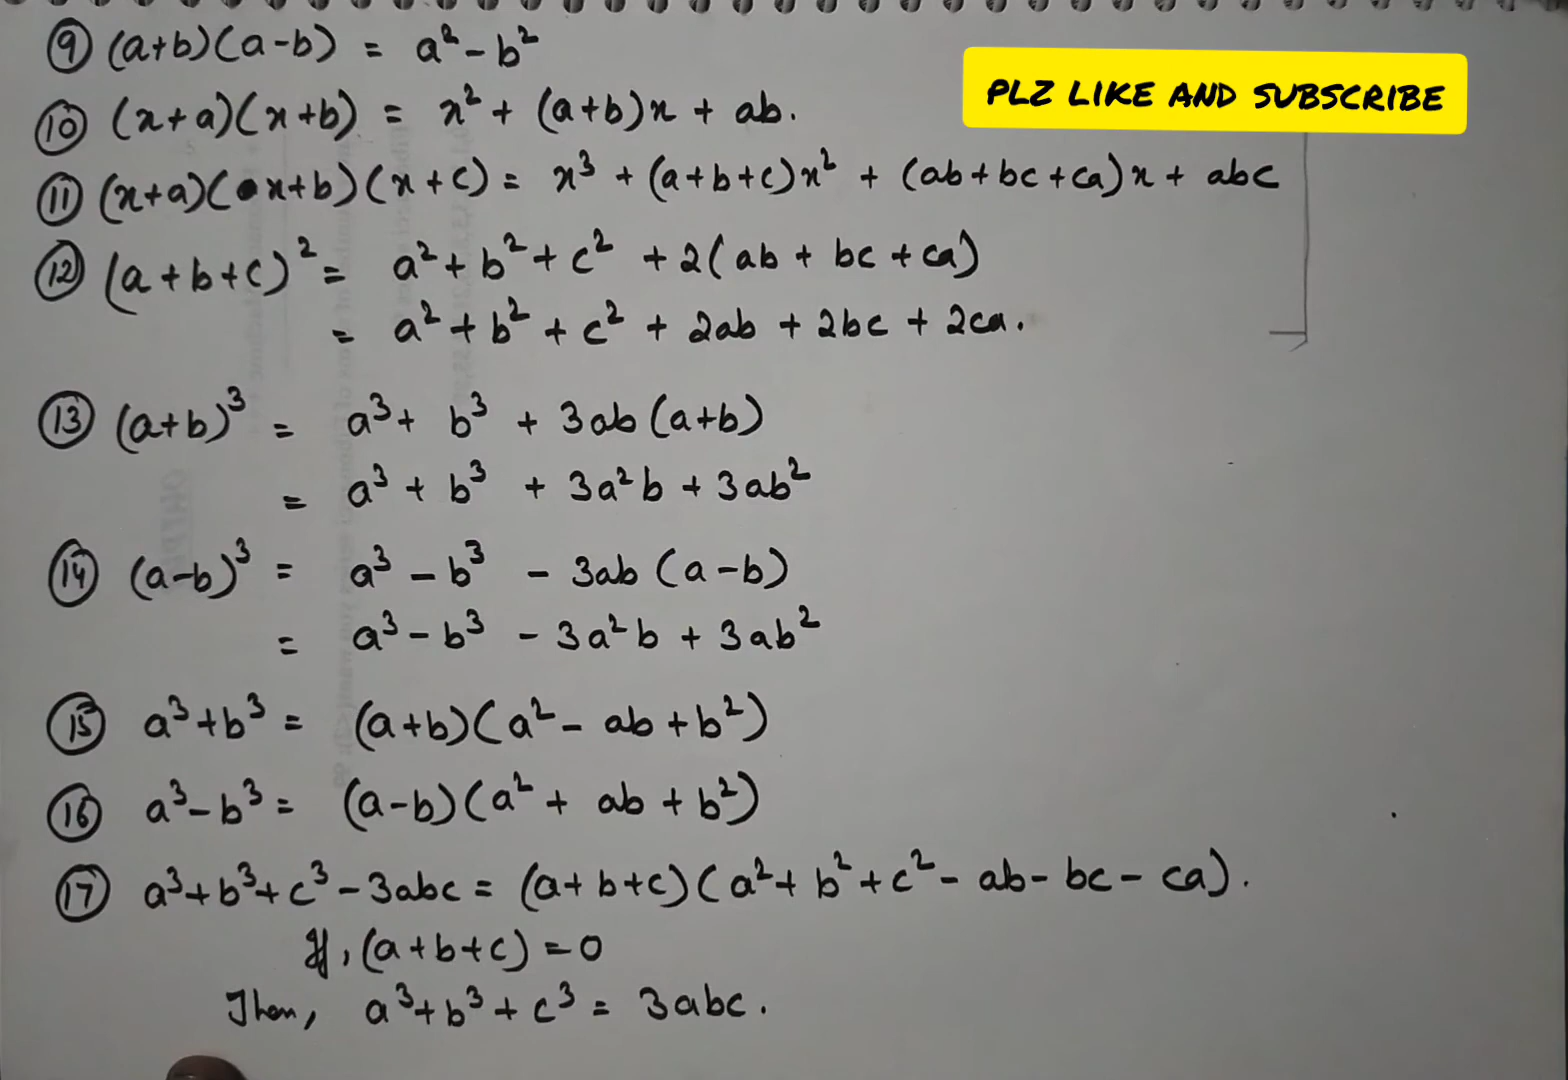 ⑨ (a+b)(a-b) = a²-b²
PLZ LIKE AND SUBSCRIBE
⑩ (x+a)(x+b) = x² + (a+b)x + ab.
⑪ (x+a)(x+b)(x+c) = x³ + (a+b+c)x² + (ab+bc+ca)x + abc
⑫ (a+b+c)² = a²+b²+c² +2(ab + bc +ca)
= a²+b²+c² + 2ab + 2bc + 2ca.
⑬ (a+b)³ = a³+ b³ + 3ab(a+b)
= a³ + b³ + 3a²b + 3ab²
⑭ (a-b)³ = a³ - b³ - 3ab (a-b)
= a³ - b³ - 3a²b + 3ab²
⑮ a³+b³ = (a+b)(a²- ab +b²)
⑯ a³-b³ = (a-b)(a²+ ab +b²)
⑰ a³+b³+c³-3abc = (a+b+c)(a²+b²+c²-ab-bc-ca).
If, (a+b+c) =0
Then, a³+b³+c³ = 3abc.